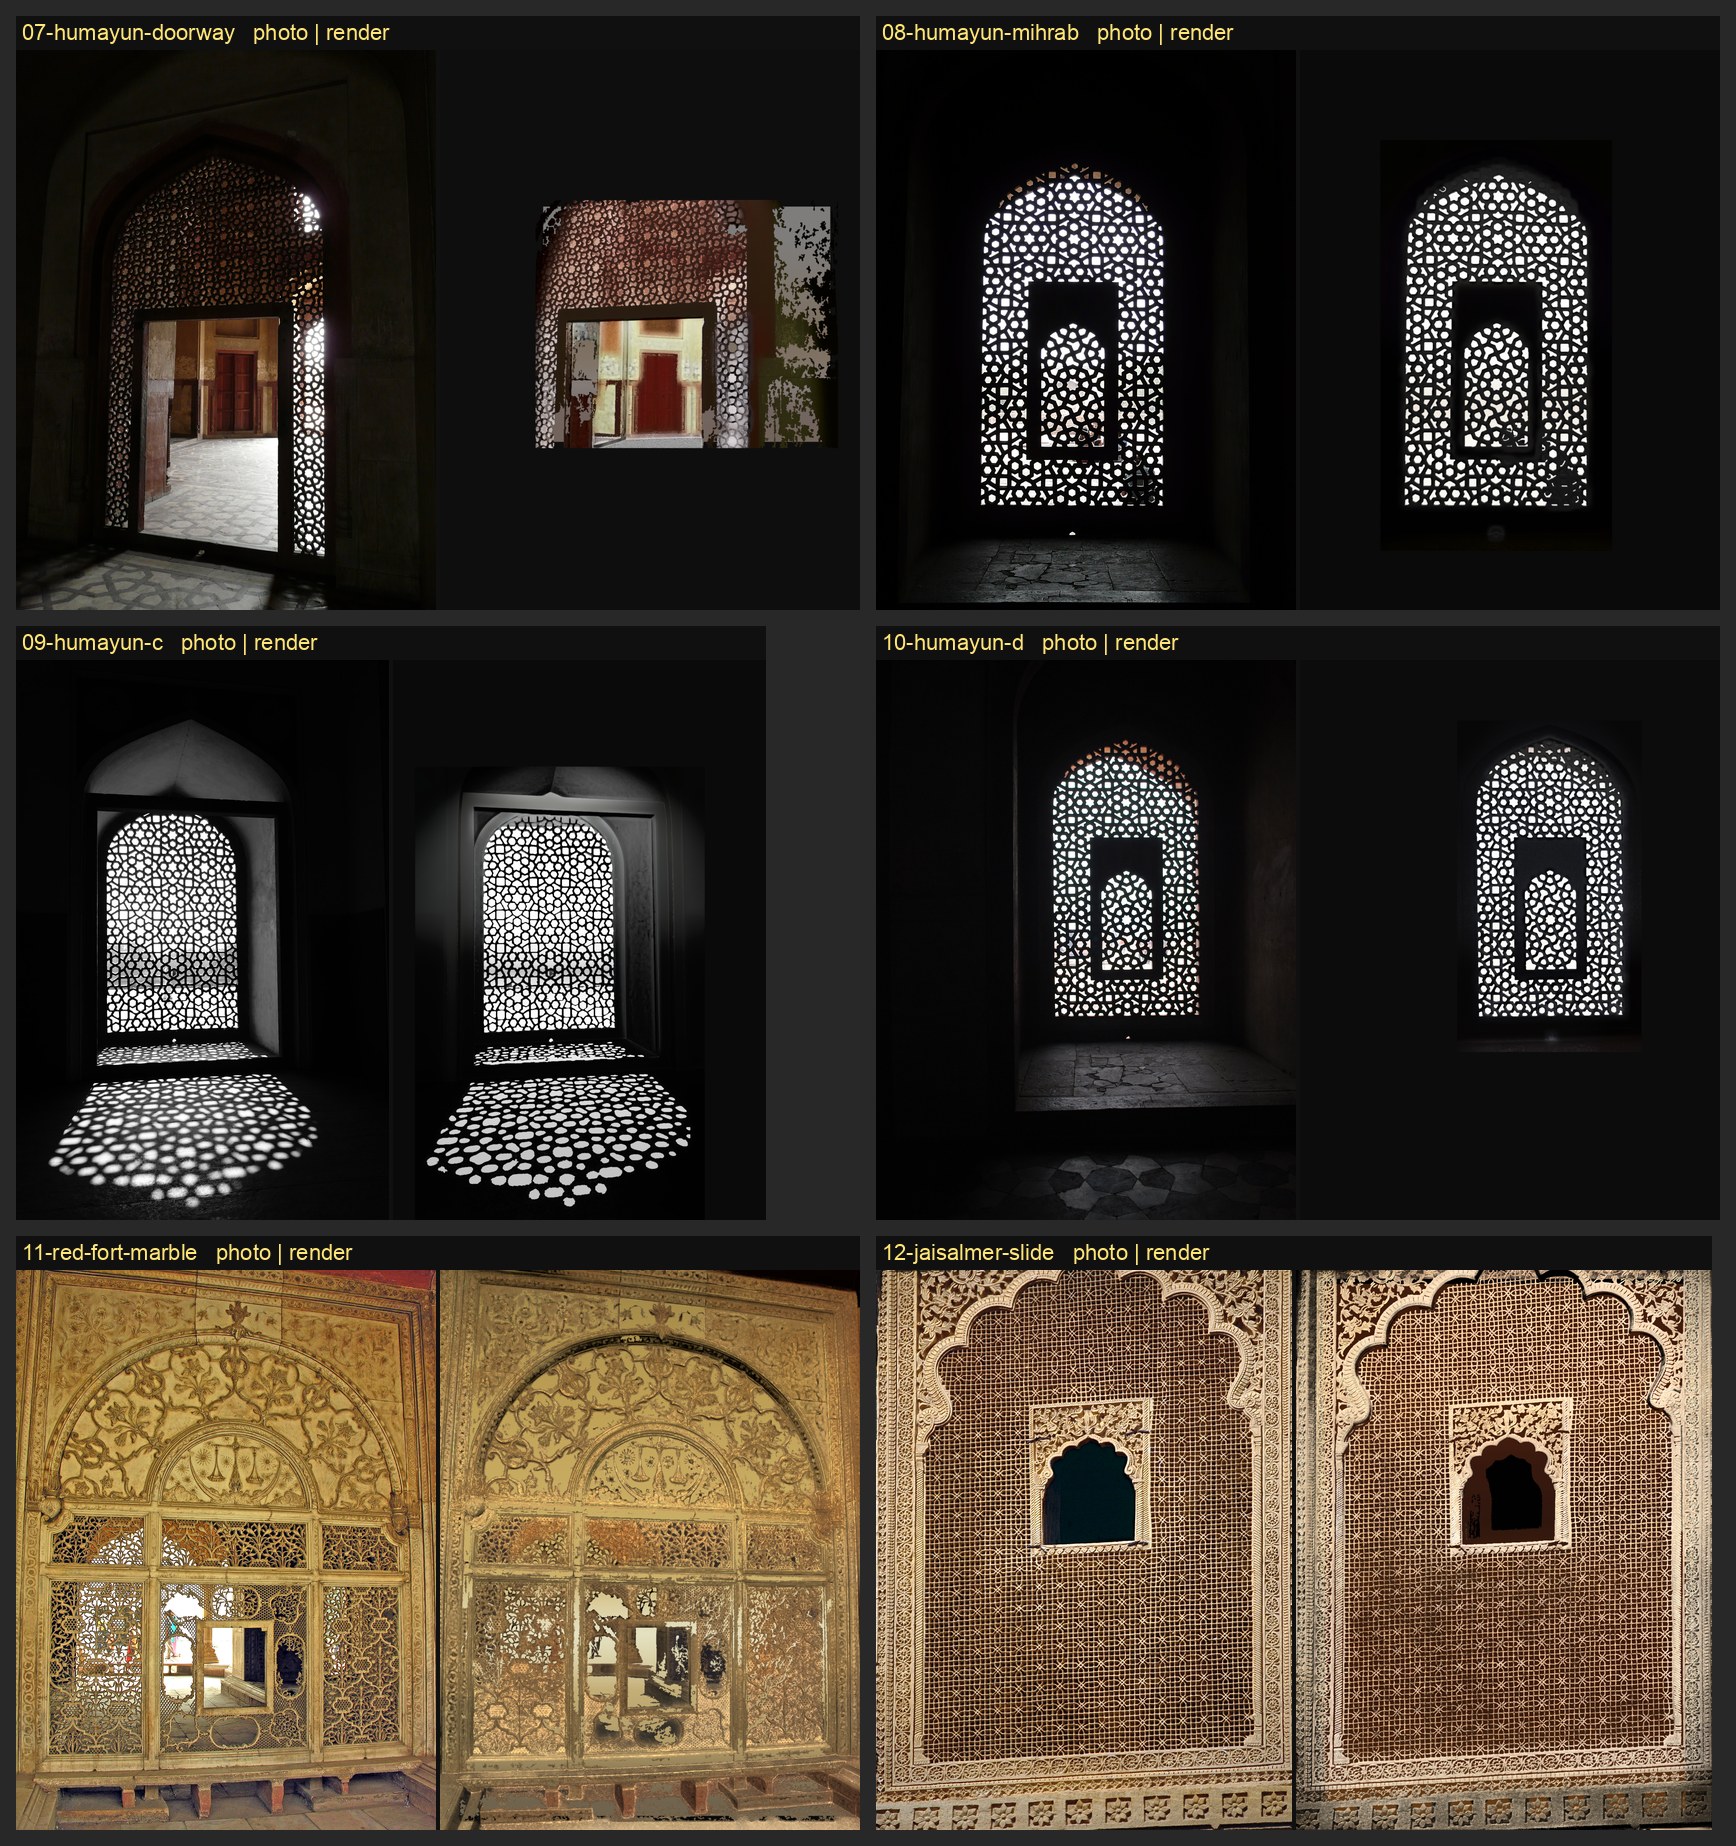 07-humayun-doorway photo | render
08-humayun-mihrab photo | render
09-humayun-c photo | render
10-humayun-d photo | render
11-red-fort-marble photo | render
12-jaisalmer-slide photo | render